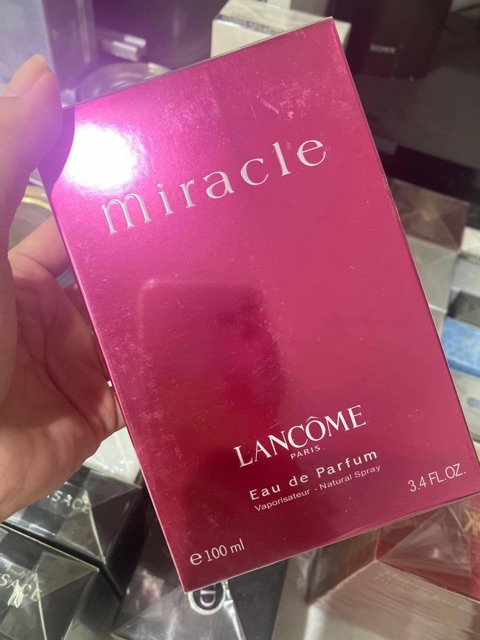 miracle
LANCÔME
PARIS
Eau de Parfum
Vaporisateur - Natural Spray
3.4 FL.OZ.
e 100 ml